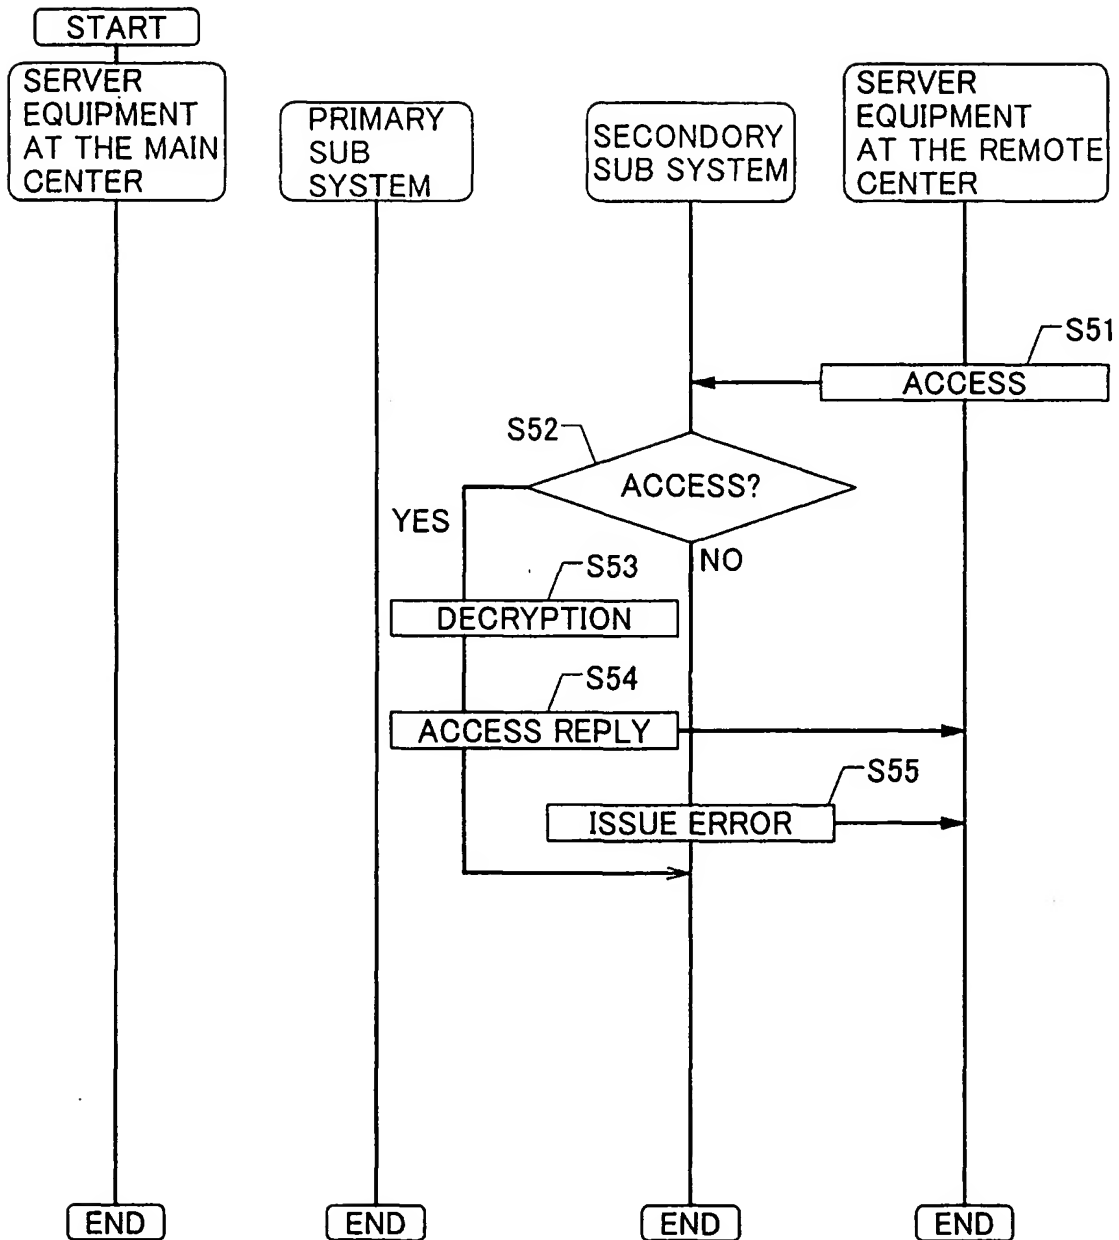 START
SERVER
EQUIPMENT
AT THE MAIN
CENTER
PRIMARY
SUB
SYSTEM
SECONDORY
SUB SYSTEM
SERVER
EQUIPMENT
AT THE REMOTE
CENTER
S51
ACCESS
S52
ACCESS?
YES
NO
S53
DECRYPTION
S54
ACCESS REPLY
S55
ISSUE ERROR
END
END
END
END